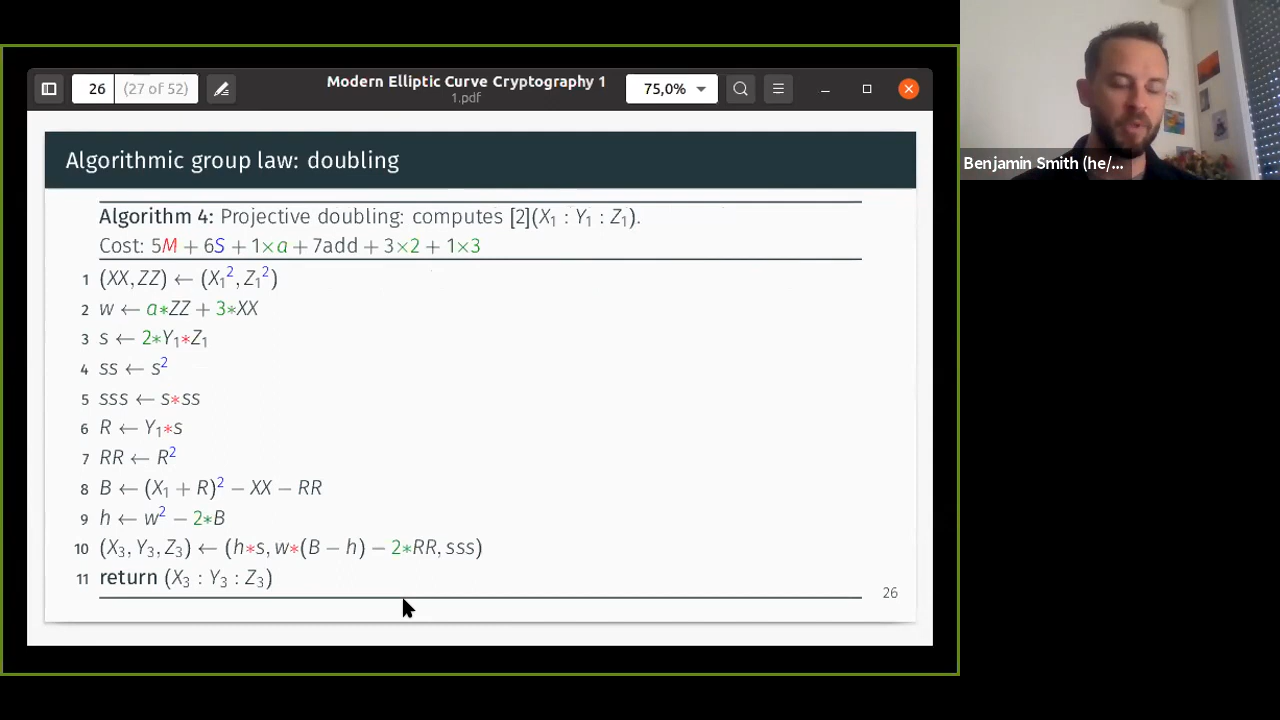 26 (27 of 52) Modern Elliptic Curve Cryptography 1 75,0%
1.pdf
Algorithmic group law: doubling
Benjamin Smith (he/...
Algorithm 4: Projective doubling: computes [2](X₁ : Y₁ : Z₁).
Cost: 5M + 6S + 1×a + 7add + 3×2 + 1×3
1 (XX, ZZ) ← (X₁², Z₁²)
2 w ← a*ZZ + 3*XX
3 s ← 2*Y₁*Z₁
4 ss ← s²
5 sss ← s*ss
6 R ← Y₁*s
7 RR ← R²
8 B ← (X₁ + R)² − XX − RR
9 h ← w² − 2*B
10 (X₃, Y₃, Z₃) ← (h*s, w*(B − h) − 2*RR, sss)
11 return (X₃ : Y₃ : Z₃)
26